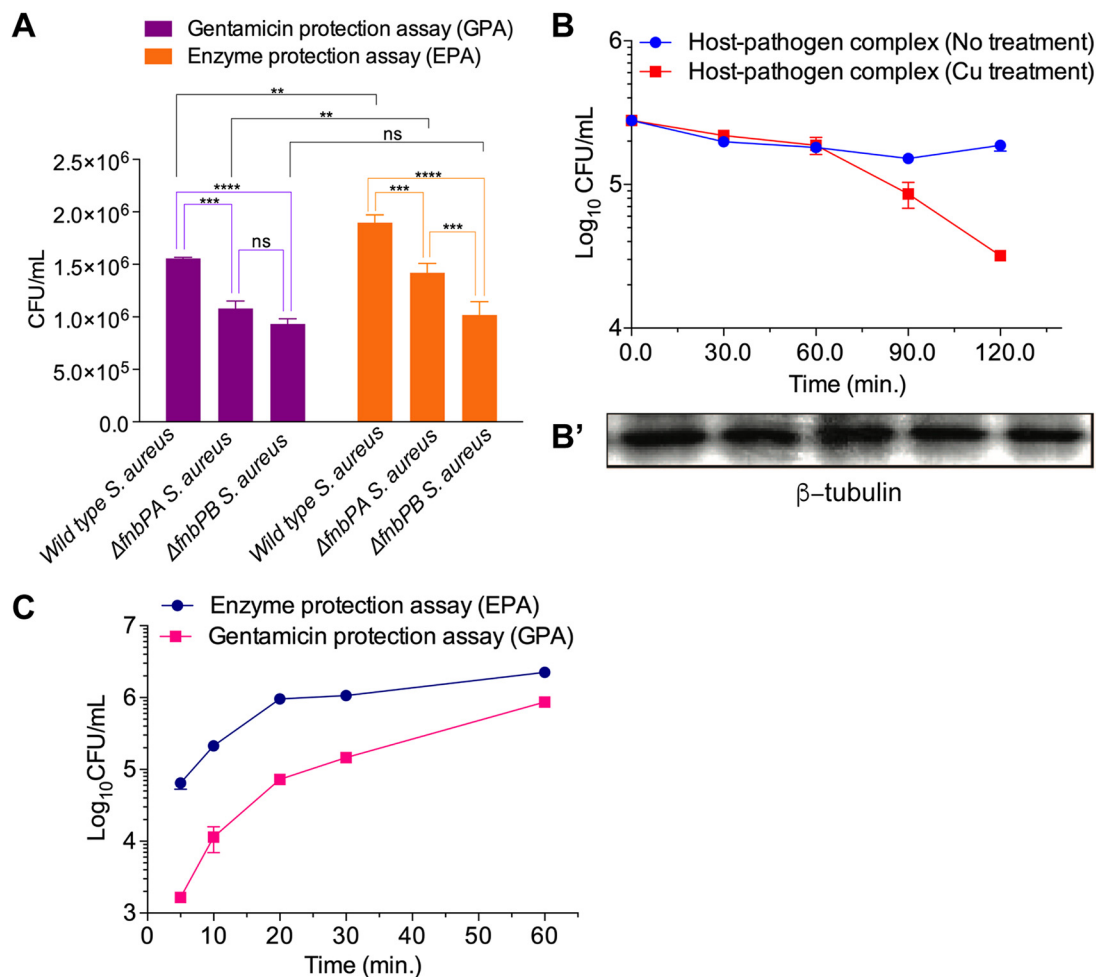 A
Gentamicin protection assay (GPA)
Enzyme protection assay (EPA)
**
**
ns
****
***
ns
****
***
***
CFU/mL
2.5×10⁶
2.0×10⁶
1.5×10⁶
1.0×10⁶
5.0×10⁵
0.0
Wild type S. aureus
ΔfnbPA S. aureus
ΔfnbPB S. aureus
Wild type S. aureus
ΔfnbPA S. aureus
ΔfnbPB S. aureus
B
Host-pathogen complex (No treatment)
Host-pathogen complex (Cu treatment)
Log₁₀ CFU/mL
6
5
4
0.0 30.0 60.0 90.0 120.0
Time (min.)
B'
β–tubulin
C
Enzyme protection assay (EPA)
Gentamicin protection assay (GPA)
Log₁₀CFU/mL
7
6
5
4
3
0 10 20 30 40 50 60
Time (min.)